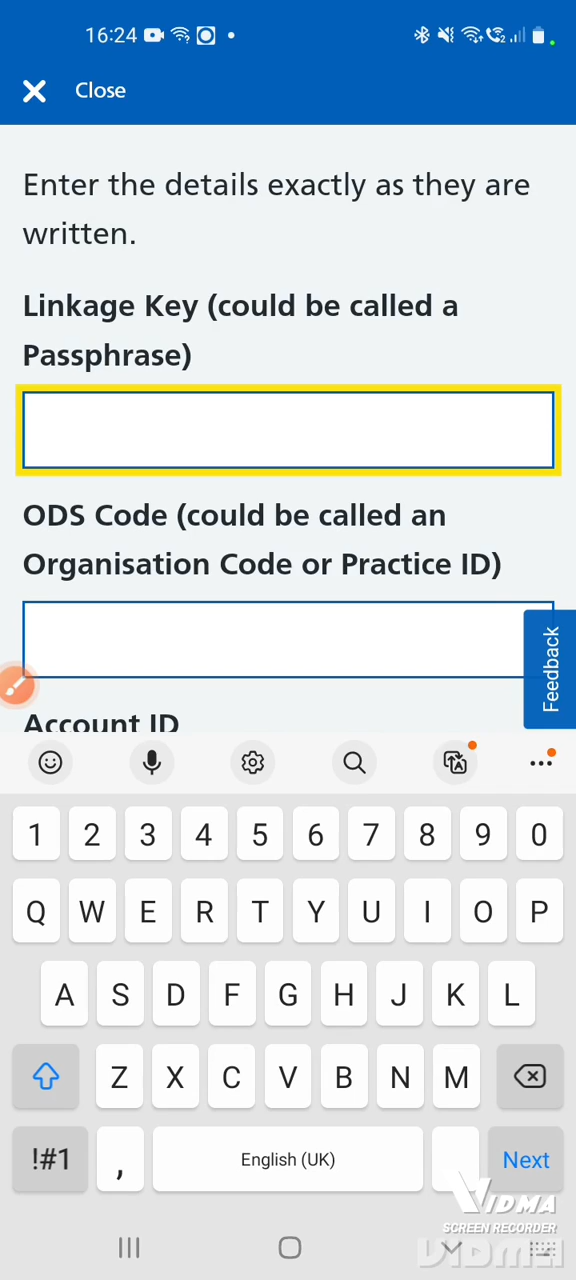 16:24
Close
Enter the details exactly as they are
written.
Linkage Key (could be called a
Passphrase)
ODS Code (could be called an
Organisation Code or Practice ID)
Feedback
Account ID
1 2 3 4 5 6 7 8 9 0
Q W E R T Y U I O P
A S D F G H J K L
Z X C V B N M
!#1 , English (UK) Next
VIDMA
SCREEN RECORDER
VIDMA